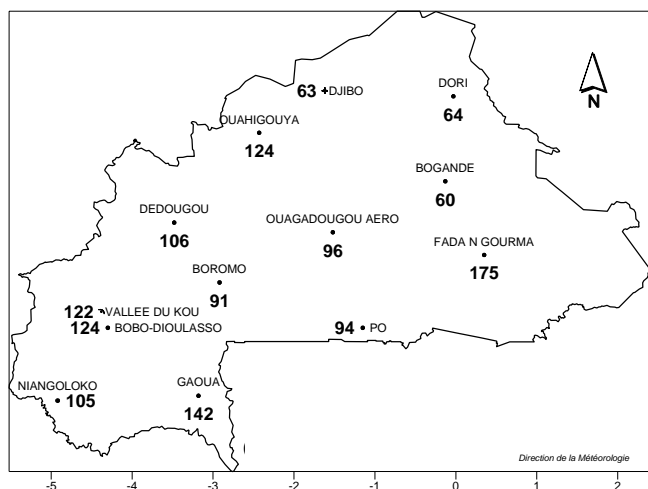 63 DJIBO
DORI
64
N
OUAHIGOUYA
124
BOGANDE
60
DEDOUGOU
106
OUAGADOUGOU AERO
96
FADA N GOURMA
175
BOROMO
91
122 VALLEE DU KOU
124 BOBO-DIOULASSO
94 PO
NIANGOLOKO
105
GAOUA
142
Direction de la Météorologie
-5 -4 -3 -2 -1 0 1 2